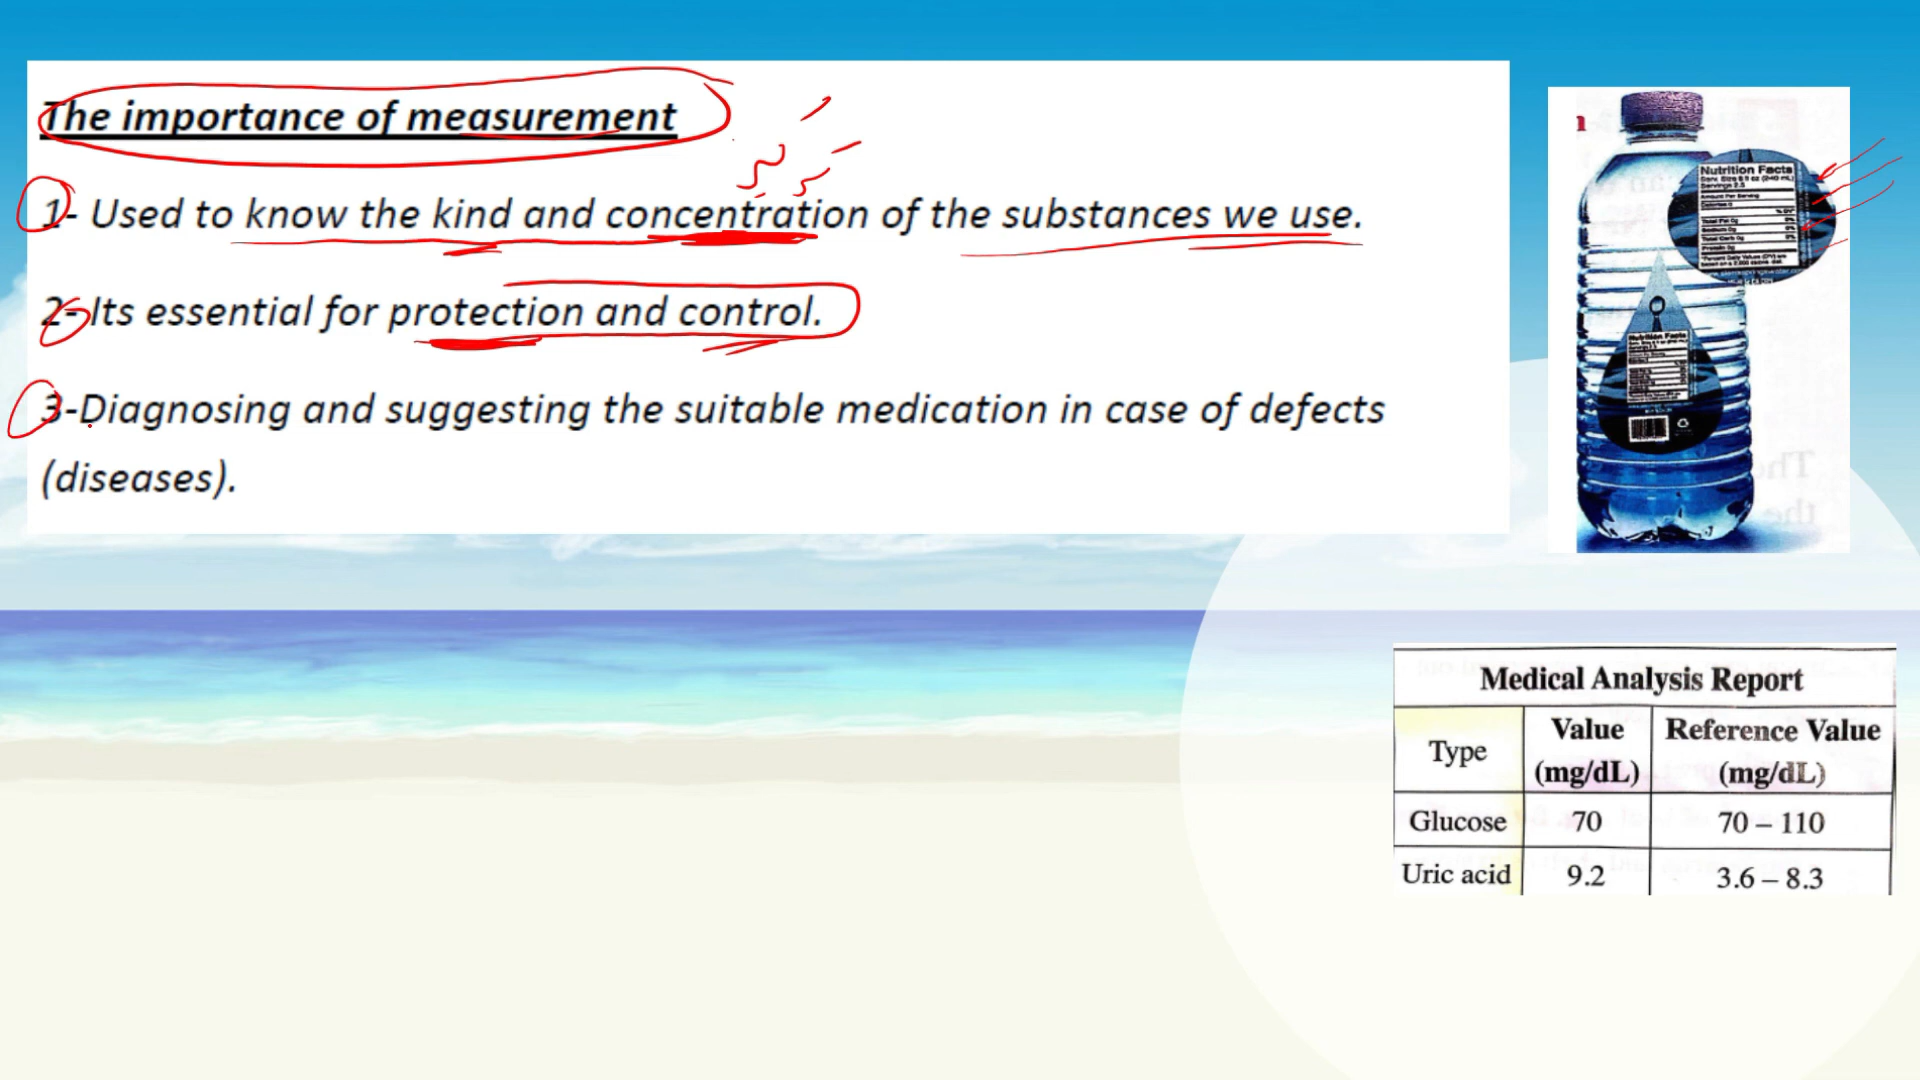 The importance of measurement
1- Used to know the kind and concentration of the substances we use.
2- Its essential for protection and control.
3-Diagnosing and suggesting the suitable medication in case of defects
(diseases).
Nutrition Facts
Nutrition Facts
Medical Analysis Report
Type Value (mg/dL) Reference Value (mg/dL)
Glucose 70 70 – 110
Uric acid 9.2 3.6 – 8.3